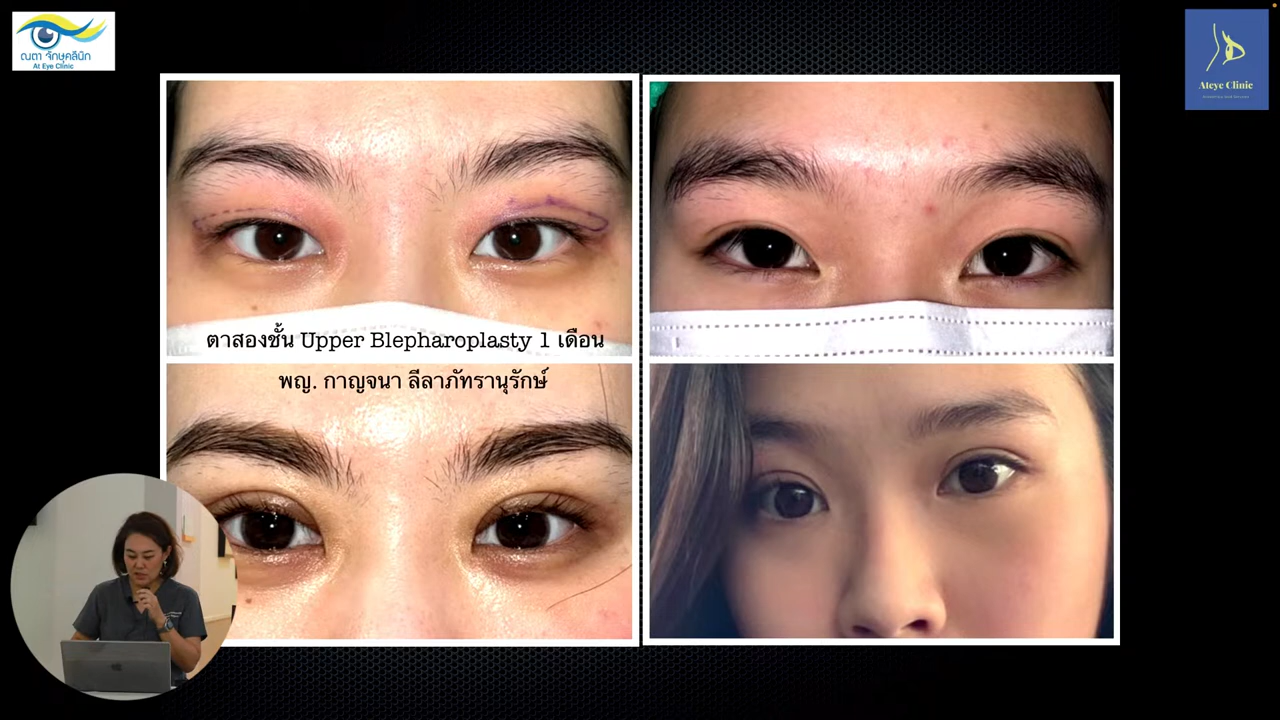 ณตา จักษุคลีนิก
At Eye Clinic
Ateye Clinic
ตาสองชั้น Upper Blepharoplasty 1 เดือน
พญ. กาญจนา ลีลาภัทรานุรักษ์